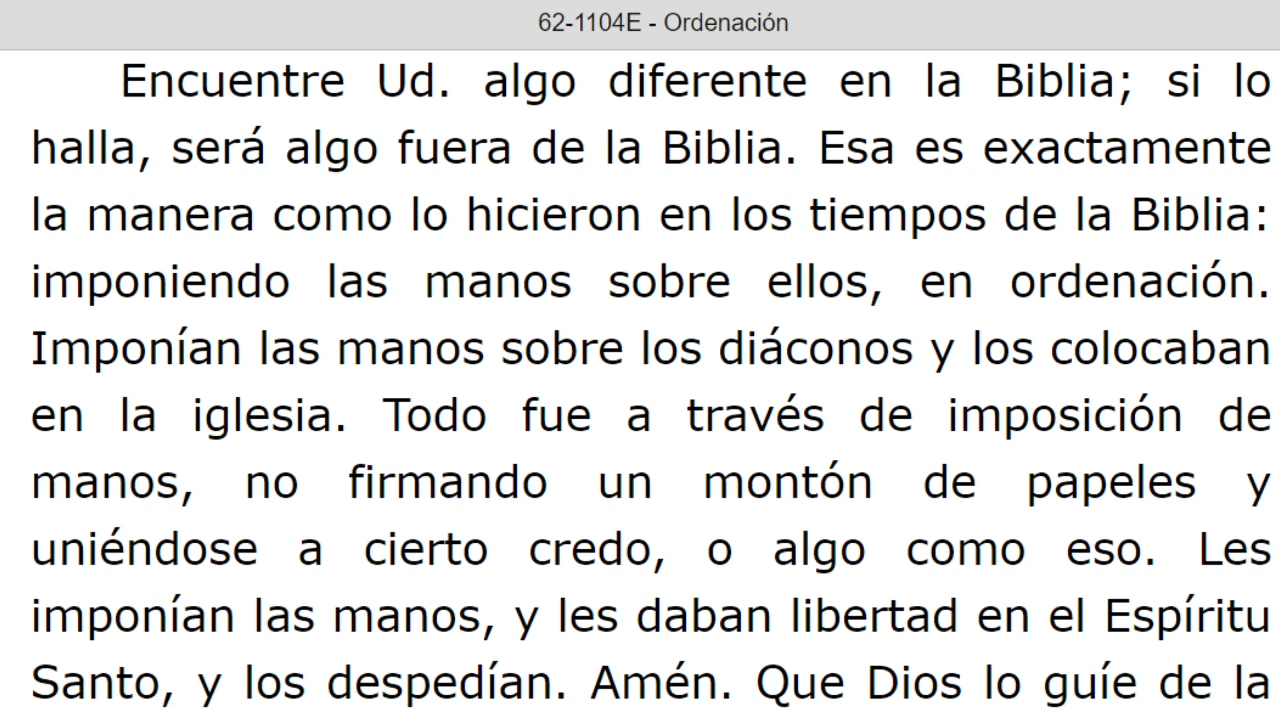 62-1104E - Ordenación
Encuentre Ud. algo diferente en la Biblia; si lo
halla, será algo fuera de la Biblia. Esa es exactamente
la manera como lo hicieron en los tiempos de la Biblia:
imponiendo las manos sobre ellos, en ordenación.
Imponían las manos sobre los diáconos y los colocaban
en la iglesia. Todo fue a través de imposición de
manos, no firmando un montón de papeles y
uniéndose a cierto credo, o algo como eso. Les
imponían las manos, y les daban libertad en el Espíritu
Santo, y los despedían. Amén. Que Dios lo guíe de la